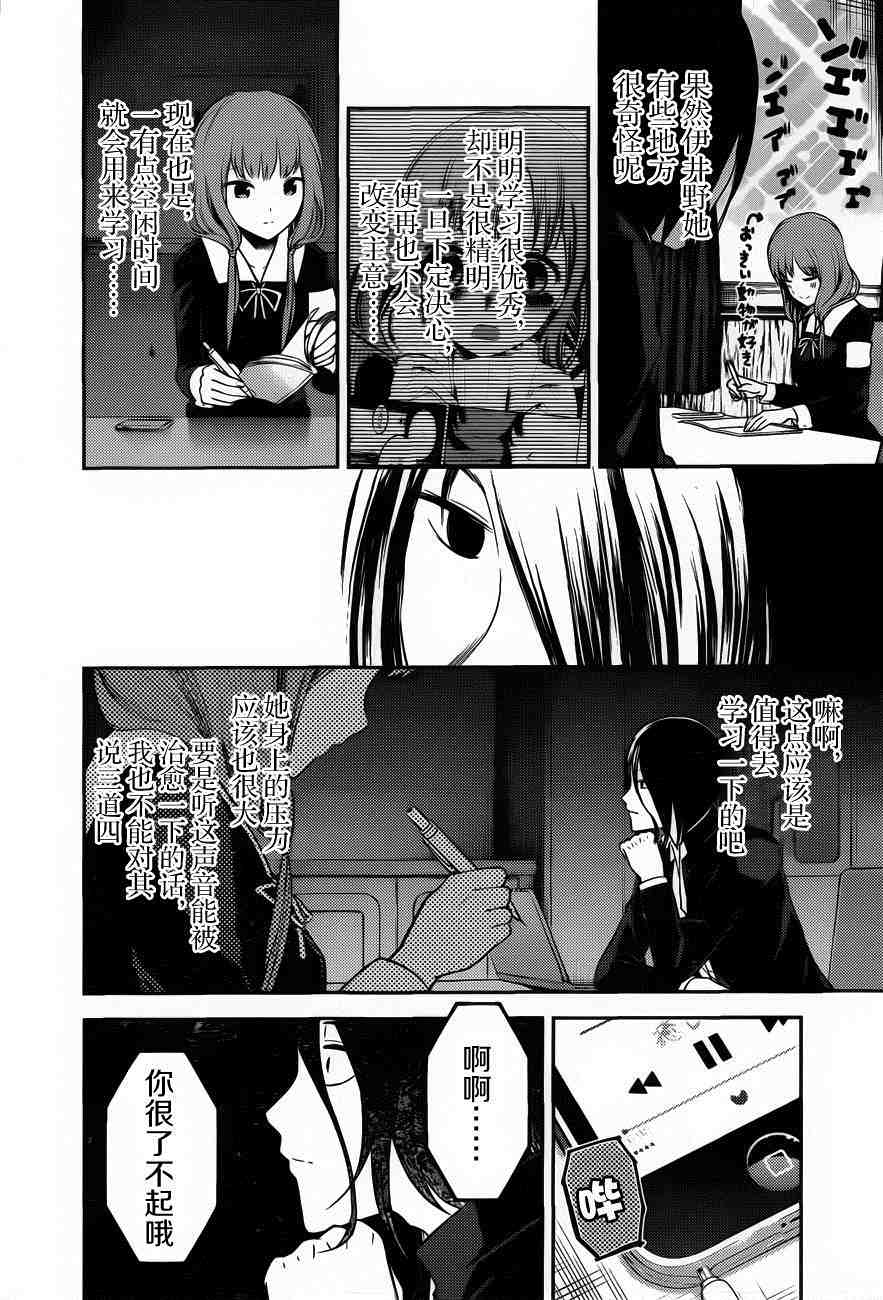 ゾエゾエ
ゾエゾエ
果然伊井野她
有些地方
很奇怪呢
おっきい動物が好き
明明学习很优秀，
却不是很精明
一旦下定决心，
便再也不会
改变主意……
现在也是，
一有点空闲时间
就会用来学习……
嘛啊，
这点应该是
值得去
学习一下的吧
她身上的压力
应该也很大
要是听这声音能被
治愈一下的话，
我也不能对其
说三道四
哔
啊
啊……
你很了不起哦